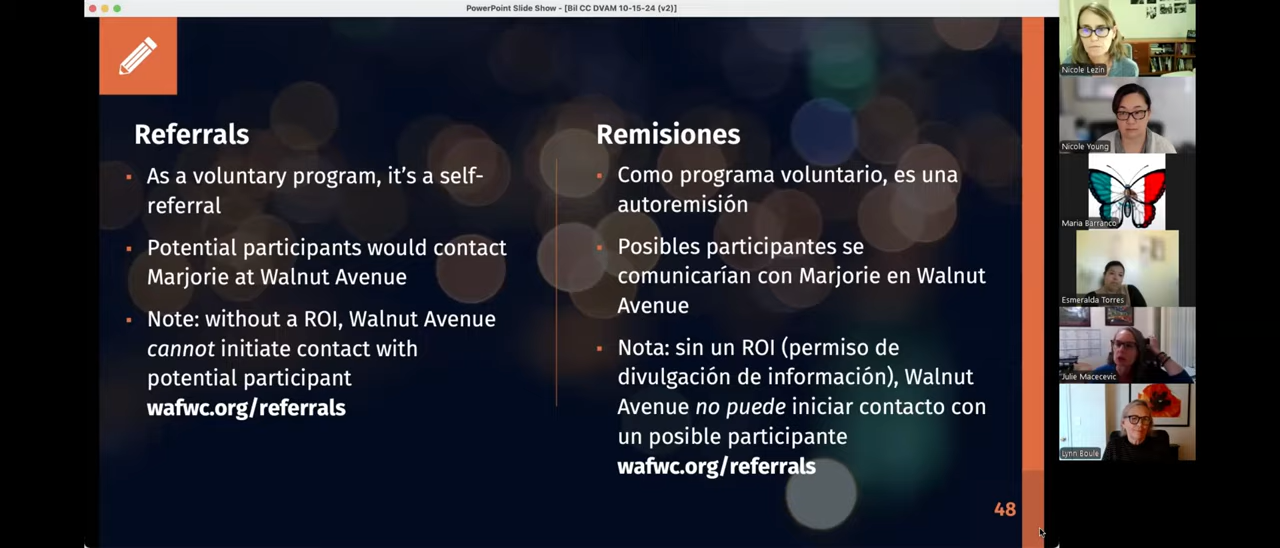 PowerPoint Slide Show - [Bil CC DVAM 10-15-24 (v2)]
Referrals
As a voluntary program, it's a self-
referral
Potential participants would contact
Marjorie at Walnut Avenue
Note: without a ROI, Walnut Avenue
cannot initiate contact with
potential participant
wafwc.org/referrals
Remisiones
Como programa voluntario, es una
autoremisión
Posibles participantes se
comunicarían con Marjorie en Walnut
Avenue
Nota: sin un ROI (permiso de
divulgación de información), Walnut
Avenue no puede iniciar contacto con
un posible participante
wafwc.org/referrals
48
Nicole Lezin
Nicole Young
Maria Barranco
Esmeralda Torres
Julie Macecevic
Lynn Boule